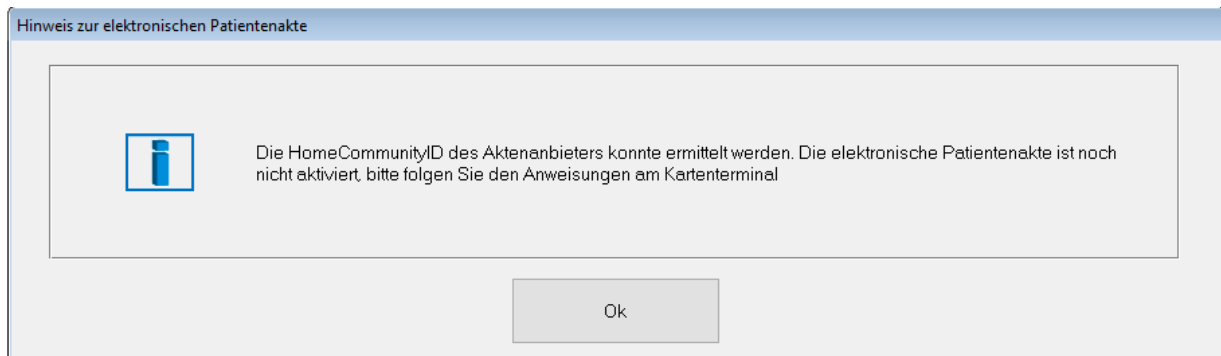 Hinweis zur elektronischen Patientenakte
Die HomeCommunityID des Aktenanbieters konnte ermittelt werden. Die elektronische Patientenakte ist noch
nicht aktiviert, bitte folgen Sie den Anweisungen am Kartenterminal
Ok